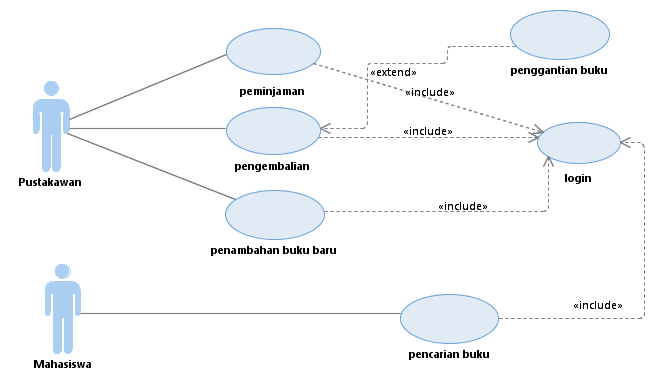 penggantian buku
«extend»
peminjaman
«include»
«include»
pengembalian
Pustakawan
login
«include»
penambahan buku baru
«include»
pencarian buku
Mahasiswa